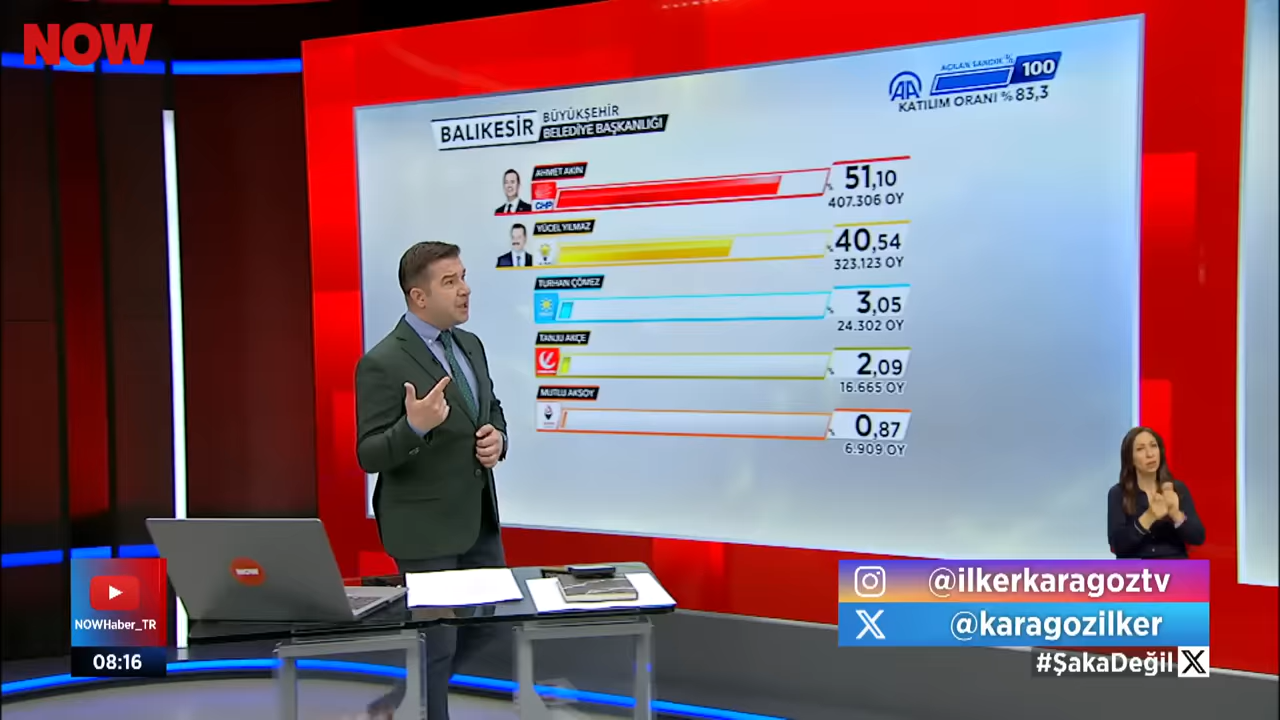 NOW
AÇILAN SANDIK %
100
AA
KATILIM ORANI %83,3
BALIKESİR
BÜYÜKŞEHİR
BELEDİYE BAŞKANLIĞI
AHMET AKIN
CHP
% 51,10
407.306 OY
YÜCEL YILMAZ
% 40,54
323.123 OY
TURHAN ÇÖMEZ
% 3,05
24.302 OY
TANJU AKÇE
% 2,09
16.665 OY
MUTLU AKSOY
% 0,87
6.909 OY
NOW
NOWHaber_TR
08:16
@ilkerkaragoztv
@karagozilker
#ŞakaDeğil